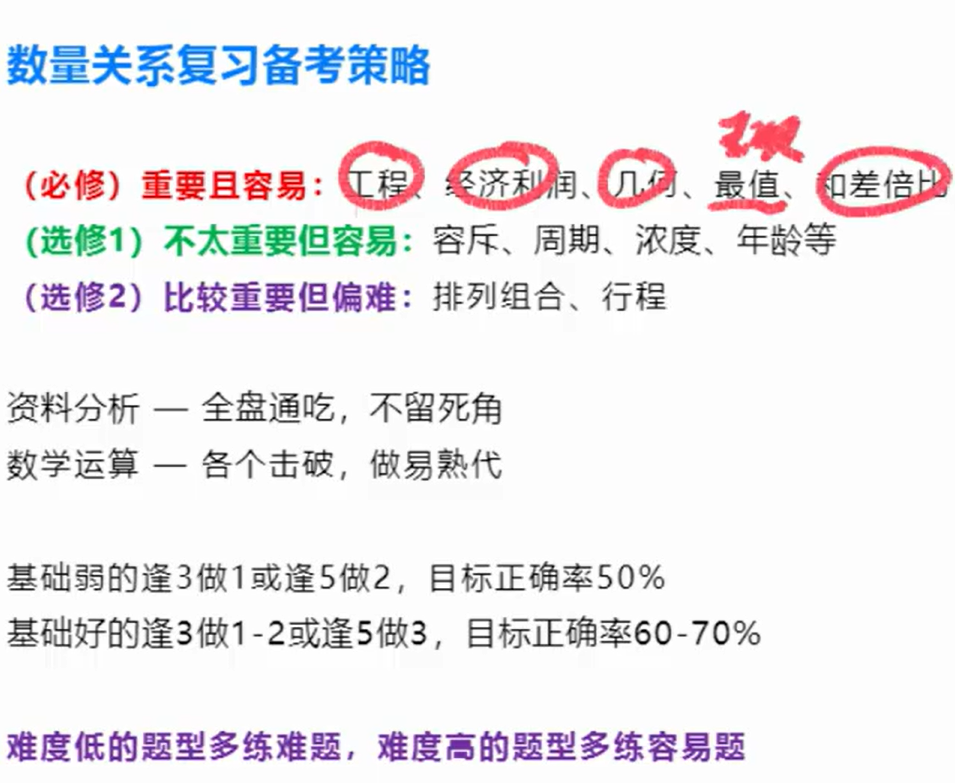 数量关系复习备考策略
（必修）重要且容易：工程、经济利润、几何、最值、和差倍比
（选修1）不太重要但容易：容斥、周期、浓度、年龄等
（选修2）比较重要但偏难：排列组合、行程
资料分析 — 全盘通吃，不留死角
数学运算 — 各个击破，做易熟代
基础弱的逢3做1或逢5做2，目标正确率50%
基础好的逢3做1-2或逢5做3，目标正确率60-70%
难度低的题型多练难题，难度高的题型多练容易题